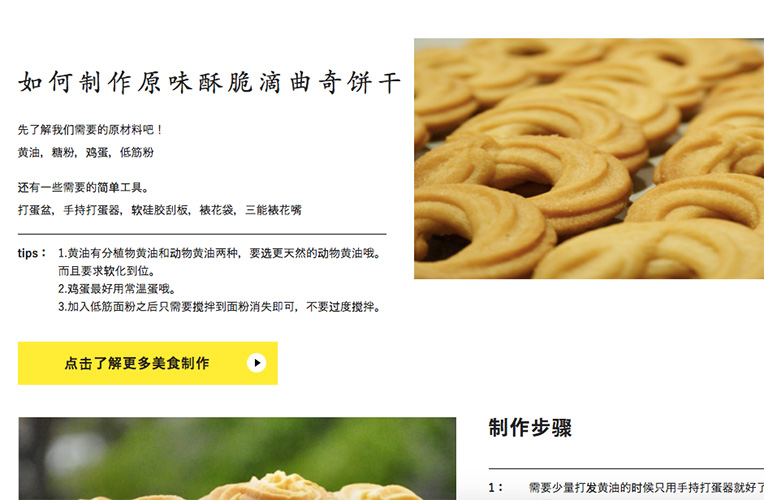 如何制作原味酥脆滴曲奇饼干
先了解我们需要的原材料吧！
黄油，糖粉，鸡蛋，低筋粉
还有一些需要的简单工具。
打蛋盆，手持打蛋器，软硅胶刮板，裱花袋，三能裱花嘴
tips： 1.黄油有分植物黄油和动物黄油两种，要选更天然的动物黄油哦。
而且要求软化到位。
2.鸡蛋最好用常温蛋哦。
3.加入低筋面粉之后只需要搅拌到面粉消失即可，不要过度搅拌。
点击了解更多美食制作
制作步骤
1： 需要少量打发黄油的时候只用手持打蛋器就好了